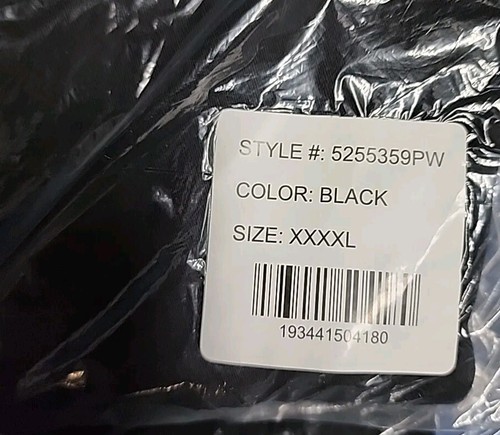 STYLE #: 5255359PW
COLOR: BLACK
SIZE: XXXXL
193441504180